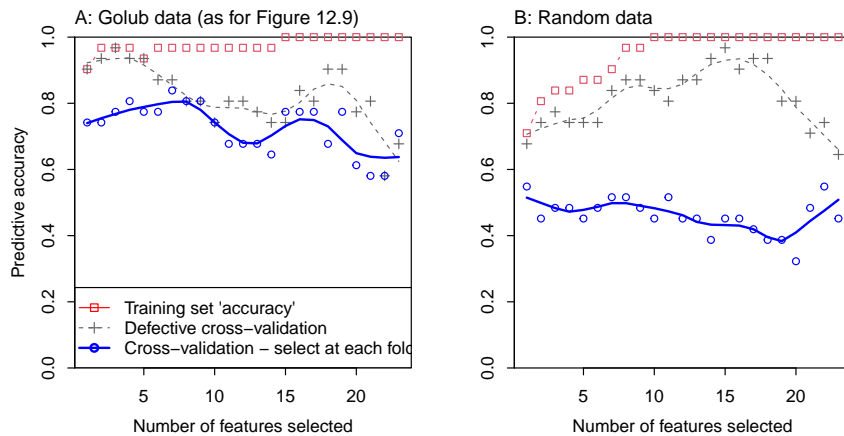 A: Golub data (as for Figure 12.9)
Predictive accuracy
0.0
0.2
0.4
0.6
0.8
1.0
Training set 'accuracy'
Defective cross−validation
Cross−validation − select at each fold
5
10
15
20
Number of features selected
B: Random data
0.0
0.2
0.4
0.6
0.8
1.0
5
10
15
20
Number of features selected